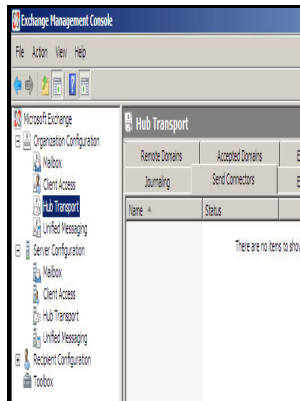 Exchange Management Console
File Action View Help
Microsoft Exchange
Organization Configuration
Mailbox
Client Access
Hub Transport
Unified Messaging
Server Configuration
Mailbox
Client Access
Hub Transport
Unified Messaging
Recipient Configuration
Toolbox
Hub Transport
Remote Domains Accepted Domains E
Journaling Send Connectors E
Name Status
There are no items to show